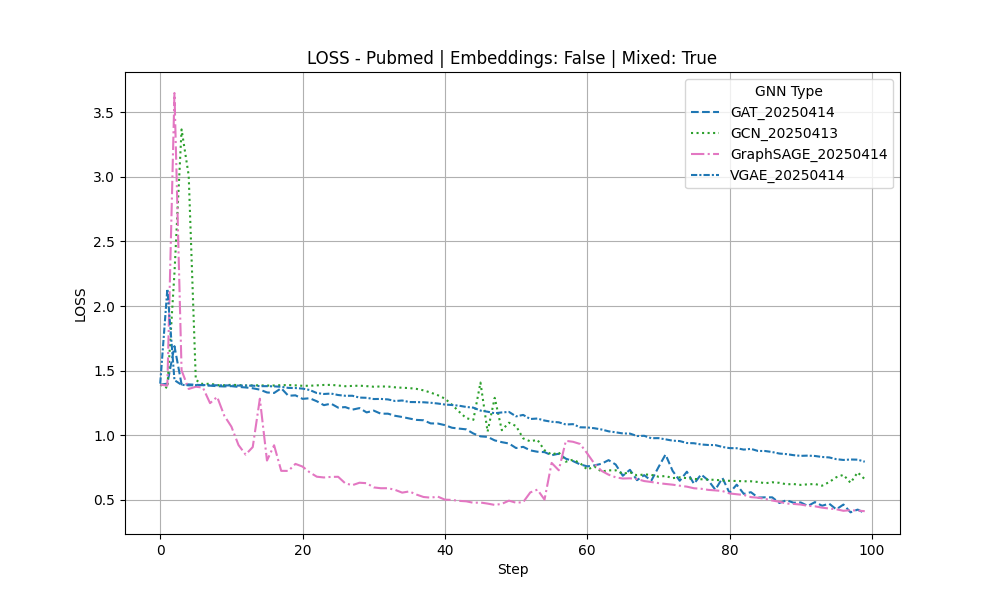 LOSS - Pubmed | Embeddings: False | Mixed: True
GNN Type
GAT_20250414
GCN_20250413
GraphSAGE_20250414
VGAE_20250414
3.5
3.0
2.5
2.0
1.5
1.0
0.5
LOSS
0 20 40 60 80 100
Step